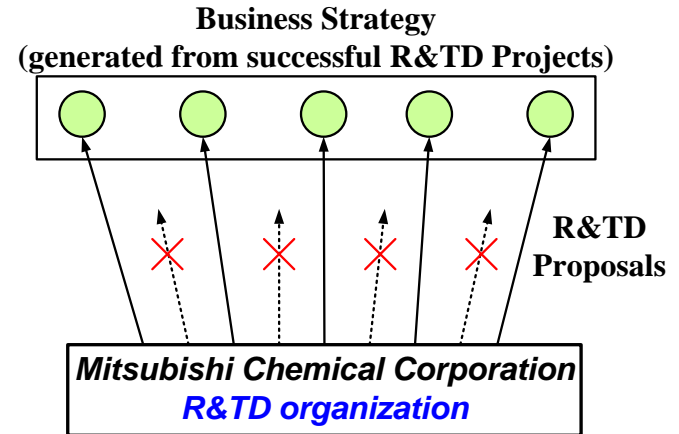 Business Strategy
(generated from successful R&TD Projects)
R&TD
Proposals
Mitsubishi Chemical Corporation
R&TD organization